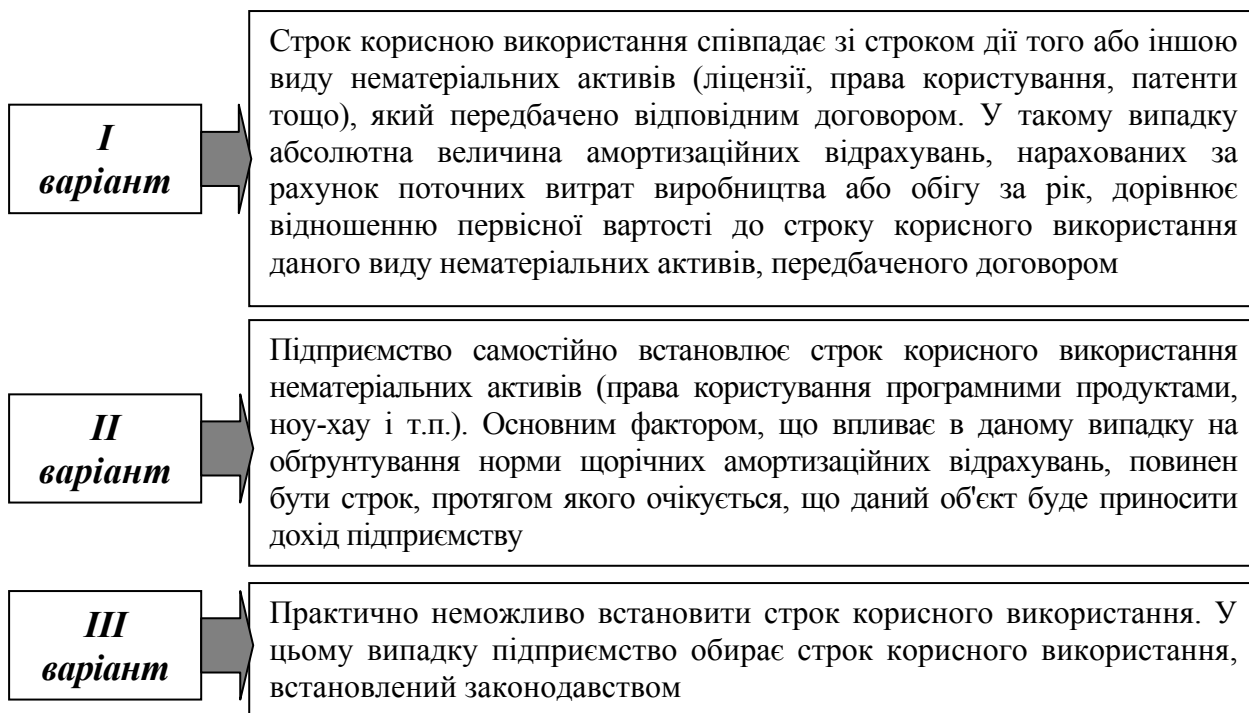 І
варіант
Строк корисною використання співпадає зі строком дії того або іншою
виду нематеріальних активів (ліцензії, права користування, патенти
тощо), який передбачено відповідним договором. У такому випадку
абсолютна величина амортизаційних відрахувань, нарахованих за
рахунок поточних витрат виробництва або обігу за рік, дорівнює
відношенню первісної вартості до строку корисного використання
даного виду нематеріальних активів, передбаченого договором
ІІ
варіант
Підприємство самостійно встановлює строк корисного використання
нематеріальних активів (права користування програмними продуктами,
ноу-хау і т.п.). Основним фактором, що впливає в даному випадку на
обґрунтування норми щорічних амортизаційних відрахувань, повинен
бути строк, протягом якого очікується, що даний об'єкт буде приносити
дохід підприємству
ІІІ
варіант
Практично неможливо встановити строк корисного використання. У
цьому випадку підприємство обирає строк корисного використання,
встановлений законодавством